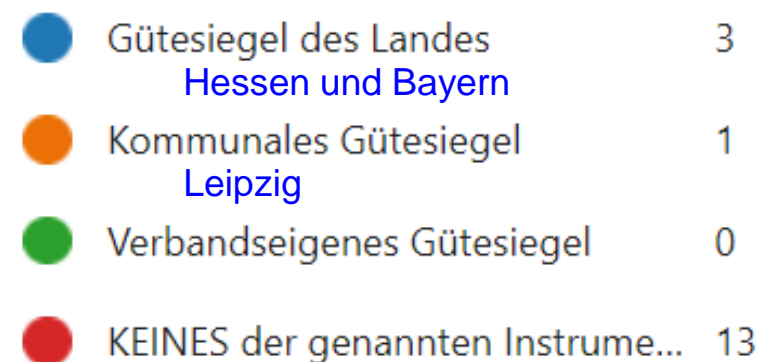 Gütesiegel des Landes 3
Hessen und Bayern
Kommunales Gütesiegel 1
Leipzig
Verbandseigenes Gütesiegel 0
KEINES der genannten Instrume... 13